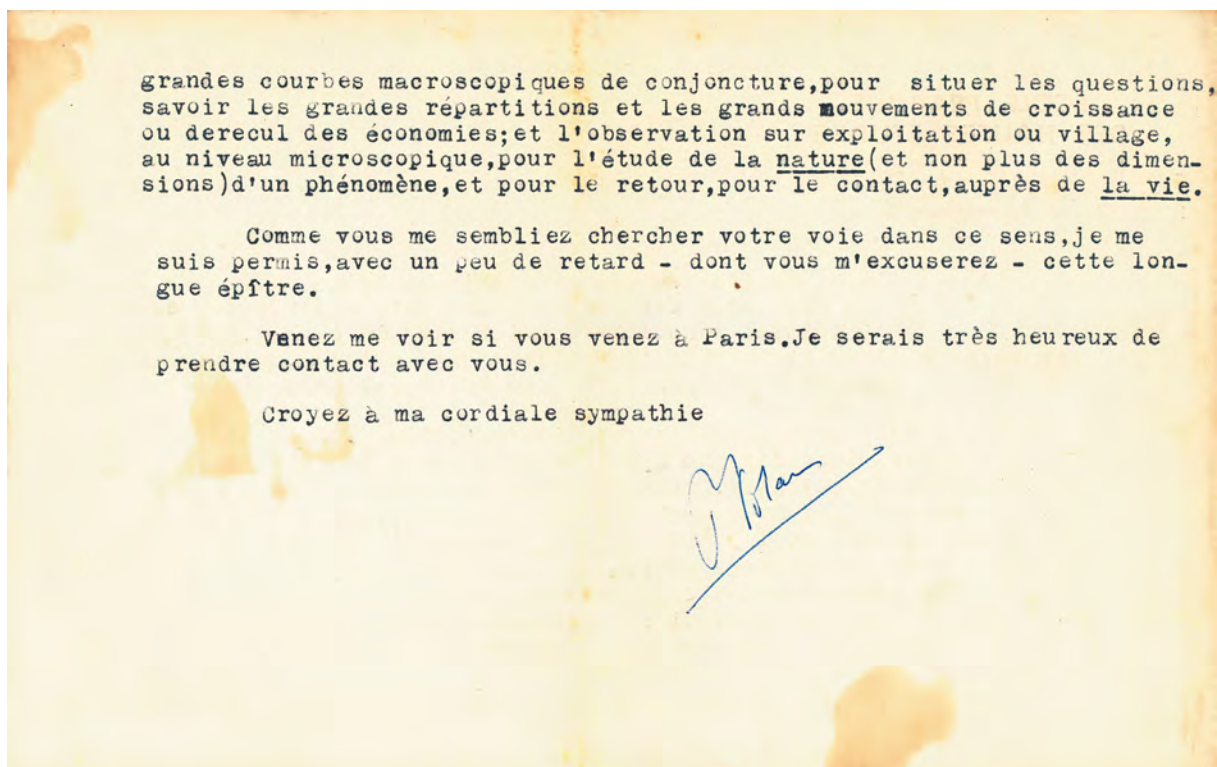 grandes courbes macroscopiques de conjoncture,pour situer les questions,
savoir les grandes répartitions et les grands mouvements de croissance
ou derecul des économies;et l'observation sur exploitation ou village,
au niveau microscopique,pour l'étude de la nature(et non plus des dimen-
sions)d'un phénomène,et pour le retour,pour le contact,auprès de la vie.
Comme vous me sembliez chercher votre voie dans ce sens,je me
suis permis,avec un peu de retard - dont vous m'excuserez - cette lon-
gue épître.
Venez me voir si vous venez à Paris.Je serais très heureux de
prendre contact avec vous.
Croyez à ma cordiale sympathie